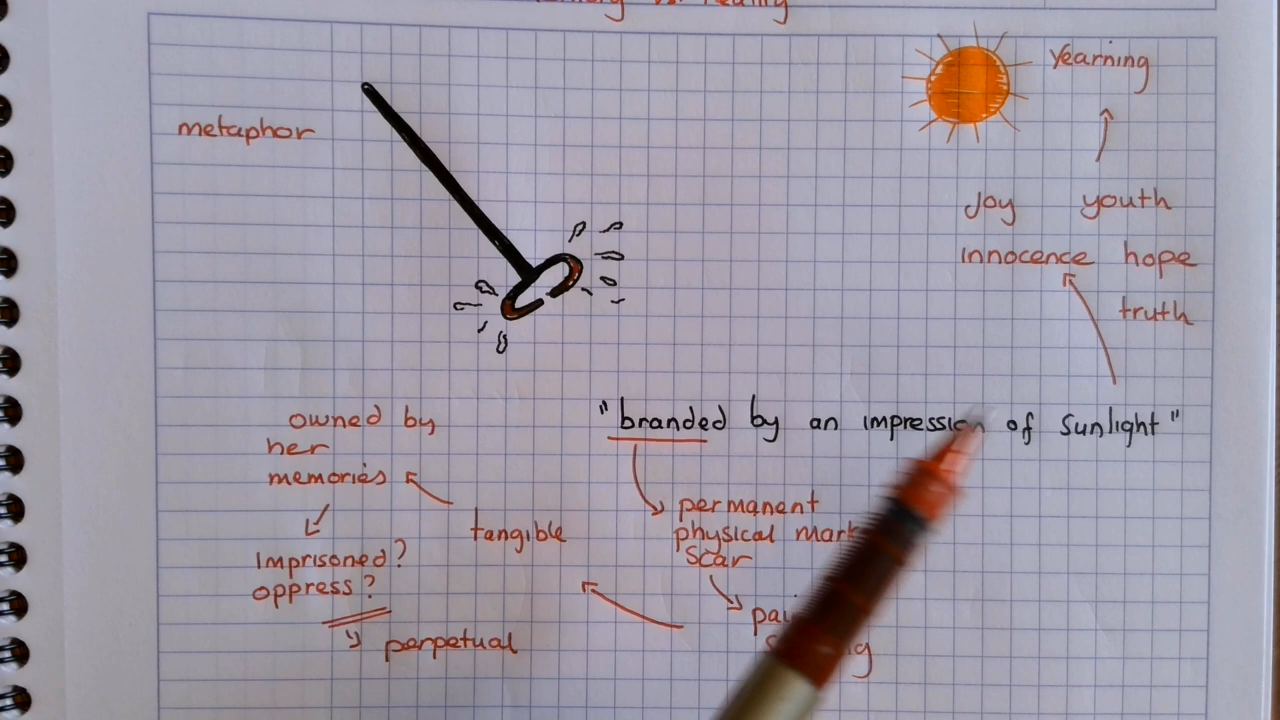 metaphor
Yearning
Joy youth
innocence hope
truth
owned by
her
memories
"branded by an impression of Sunlight"
permanent
physical mark
Scar
tangible
Imprisoned?
oppress?
perpetual